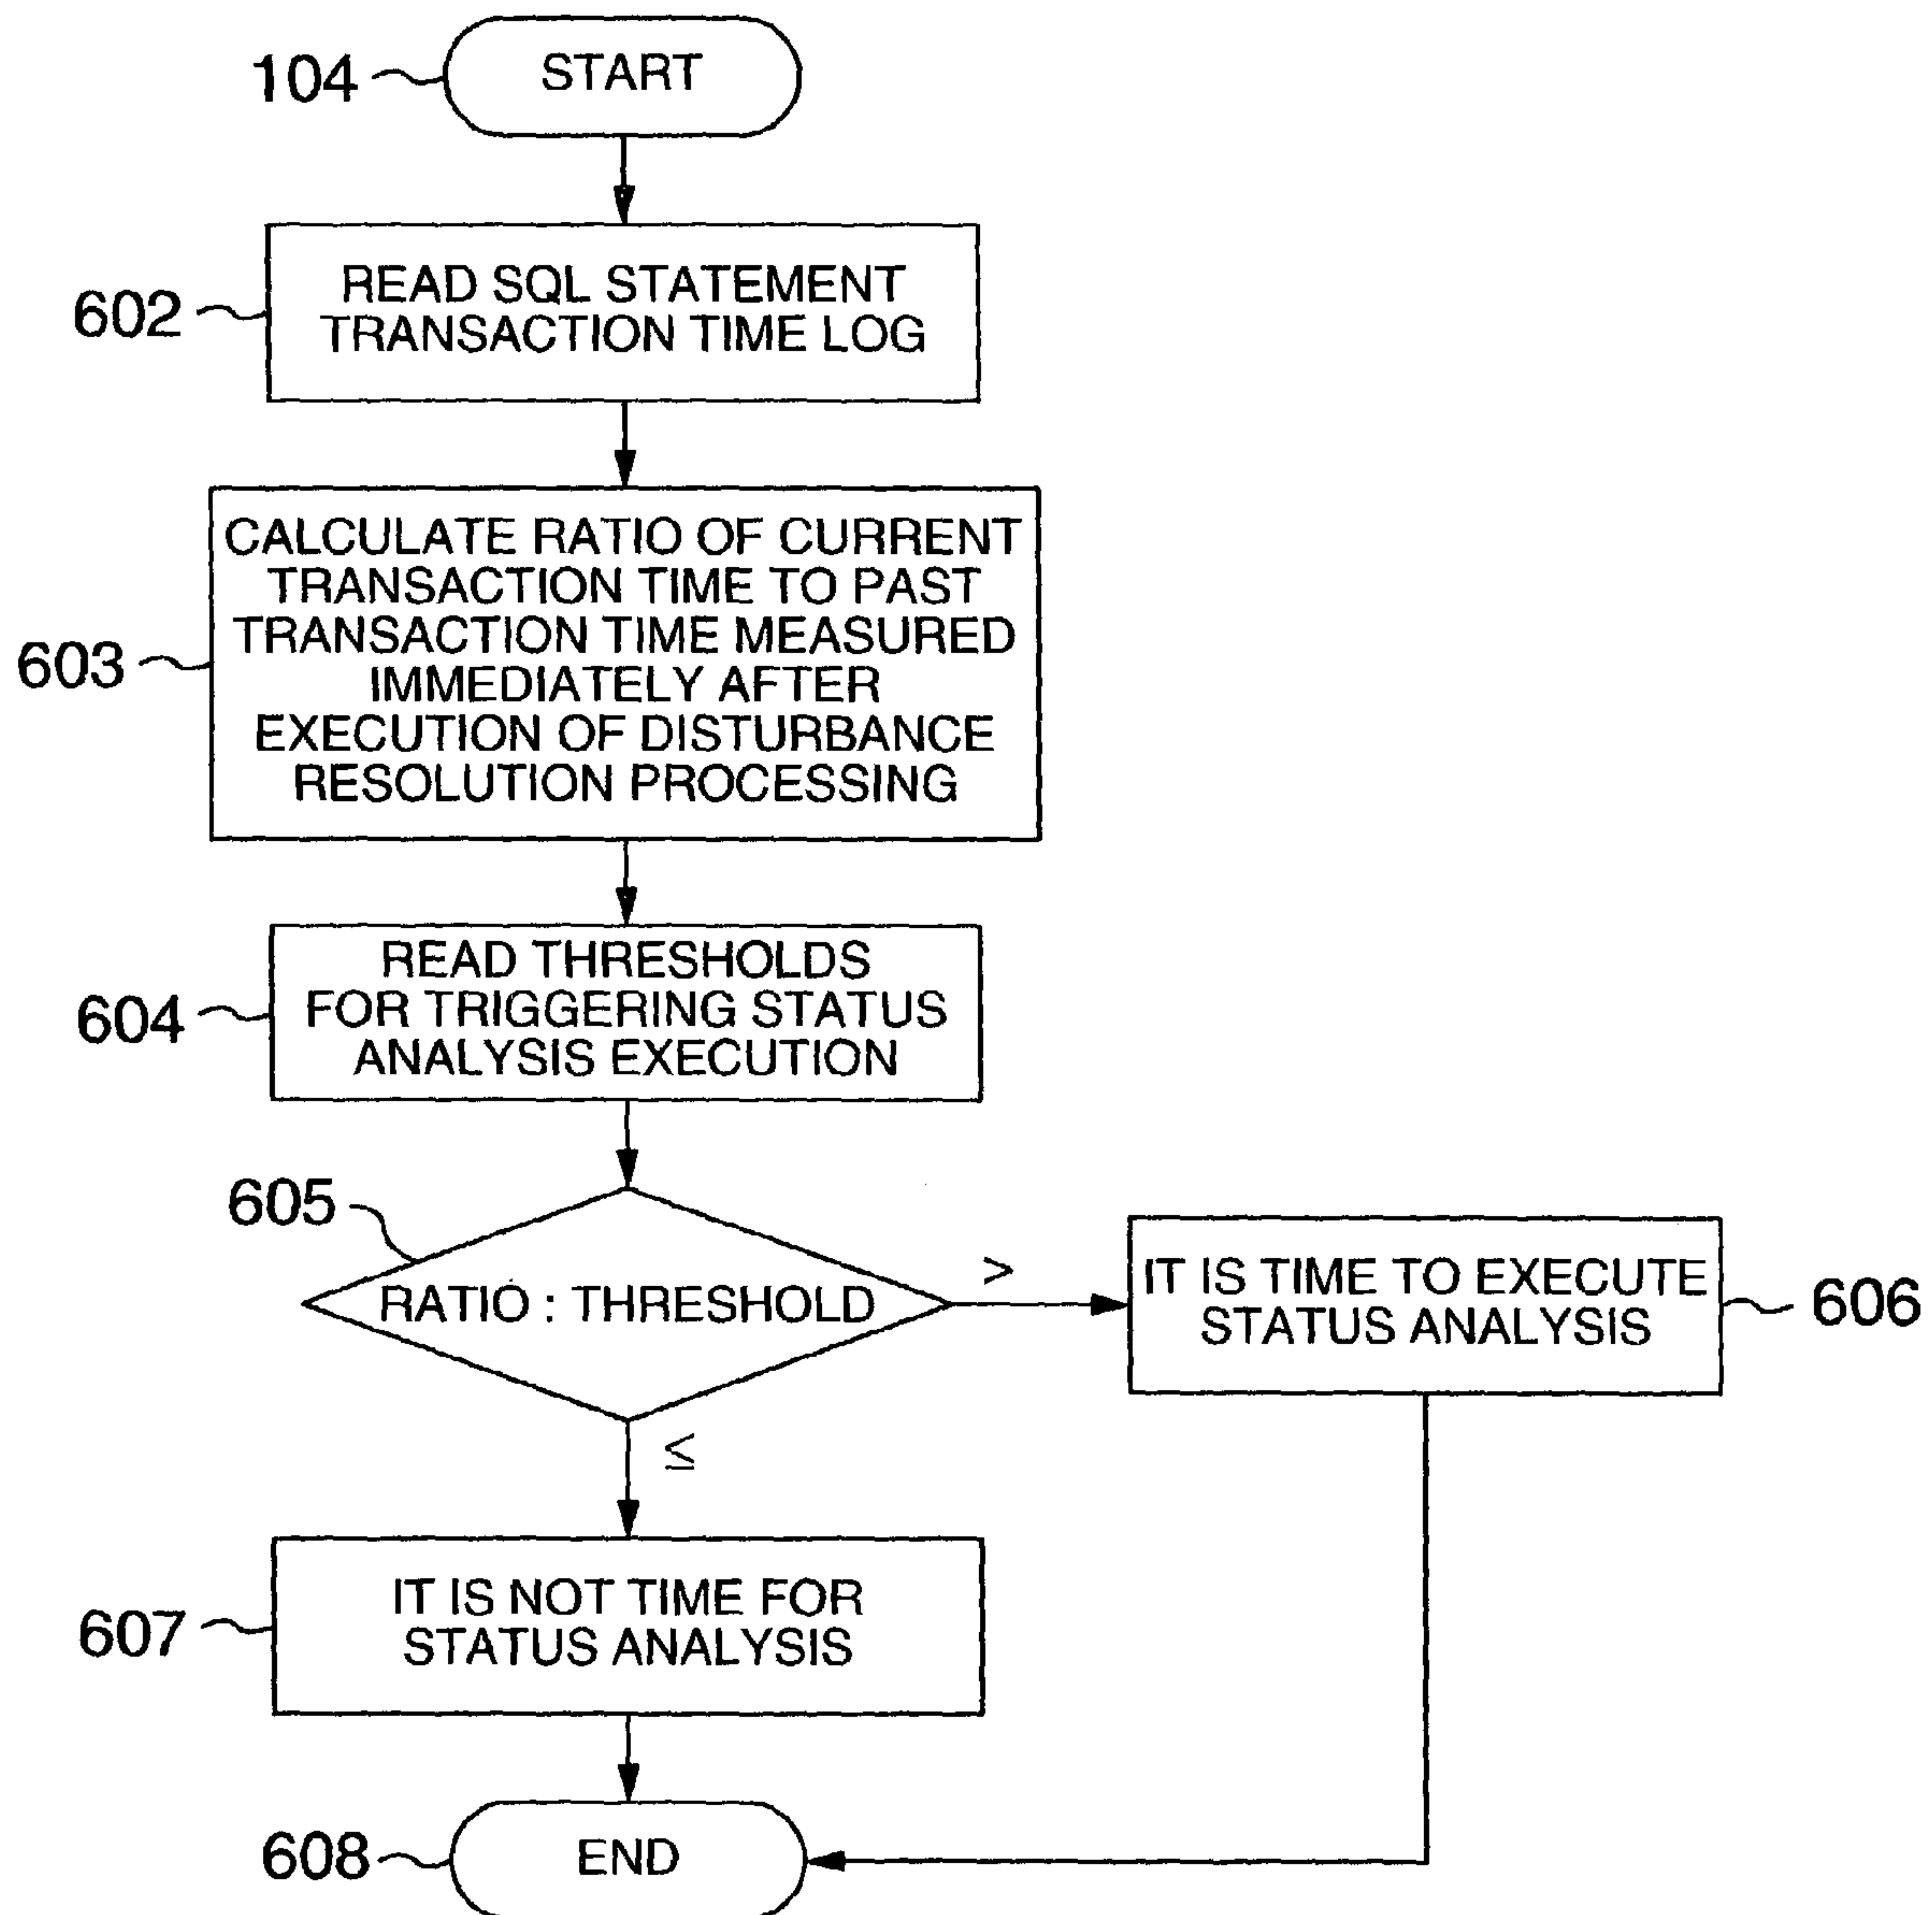 104
START
602
READ SQL STATEMENT
TRANSACTION TIME LOG
603
CALCULATE RATIO OF CURRENT
TRANSACTION TIME TO PAST
TRANSACTION TIME MEASURED
IMMEDIATELY AFTER
EXECUTION OF DISTURBANCE
RESOLUTION PROCESSING
604
READ THRESHOLDS
FOR TRIGGERING STATUS
ANALYSIS EXECUTION
605
RATIO : THRESHOLD
>
IT IS TIME TO EXECUTE
STATUS ANALYSIS
606
≤
607
IT IS NOT TIME FOR
STATUS ANALYSIS
608
END